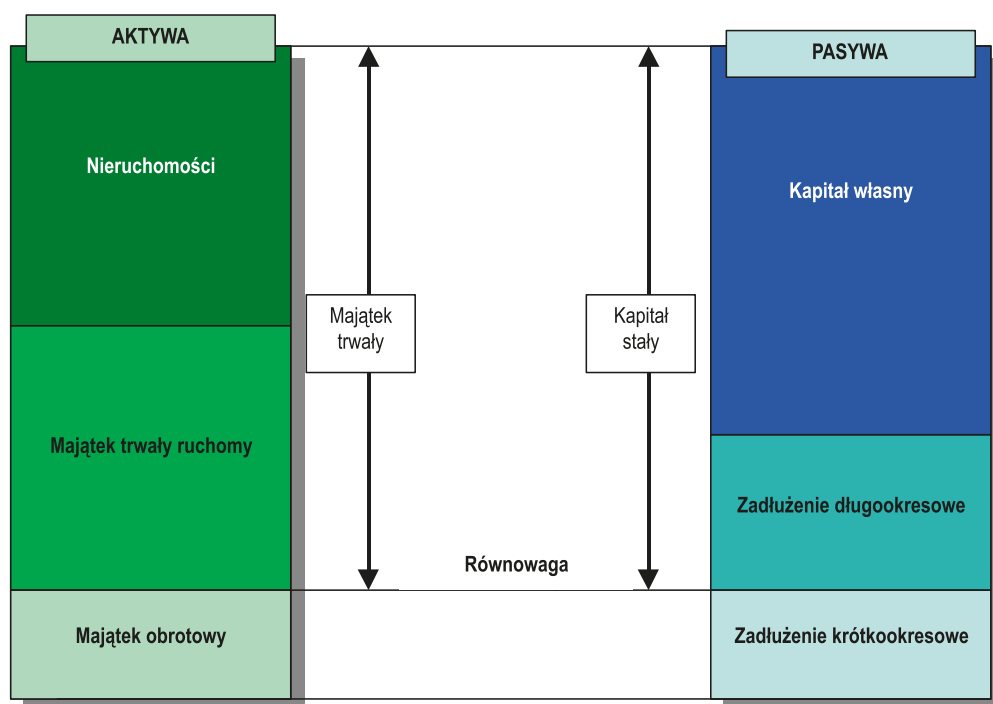 AKTYWA
PASYWA
Nieruchomości
Kapitał własny
Majątek
trwały
Kapitał
stały
Majątek trwały ruchomy
Zadłużenie długookresowe
Równowaga
Majątek obrotowy
Zadłużenie krótkookresowe